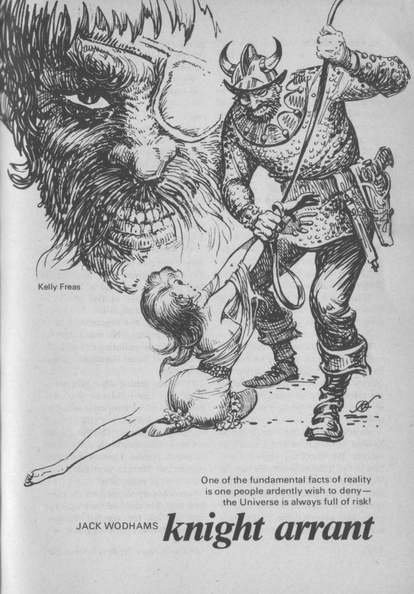 Kelly Freas
One of the fundamental facts of reality
is one people ardently wish to deny—
the Universe is always full of risk!
JACK WODHAMS knight arrant